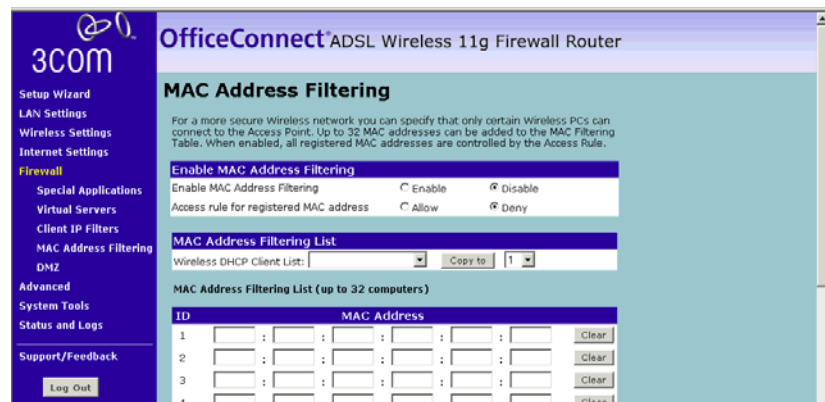 3COM
OfficeConnect® ADSL Wireless 11g Firewall Router
Setup Wizard
LAN Settings
Wireless Settings
Internet Settings
Firewall
Special Applications
Virtual Servers
Client IP Filters
MAC Address Filtering
DMZ
Advanced
System Tools
Status and Logs
Support/Feedback
Log Out
MAC Address Filtering
For a more secure Wireless network you can specify that only certain Wireless PCs can
connect to the Access Point. Up to 32 MAC addresses can be added to the MAC Filtering
Table. When enabled, all registered MAC addresses are controlled by the Access Rule.
Enable MAC Address Filtering
Enable MAC Address Filtering Enable Disable
Access rule for registered MAC address Allow Deny
MAC Address Filtering List
Wireless DHCP Client List: Copy to 1
MAC Address Filtering List (up to 32 computers)
ID MAC Address
1 : : : : : Clear
2 : : : : : Clear
3 : : : : : Clear
4 : : : : : Clear